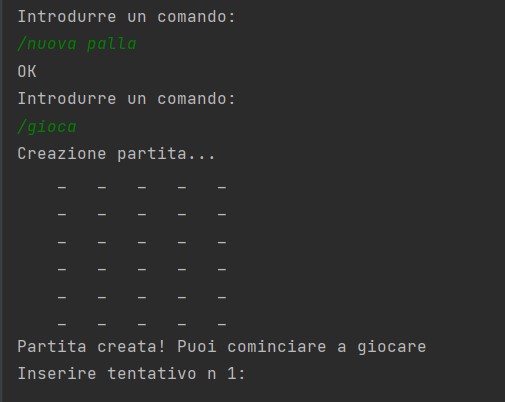 Introdurre un comando:
/nuova palla
OK
Introdurre un comando:
/gioca
Creazione partita...
_ _ _ _ _
_ _ _ _ _
_ _ _ _ _
_ _ _ _ _
_ _ _ _ _
_ _ _ _ _
Partita creata! Puoi cominciare a giocare
Inserire tentativo n 1: